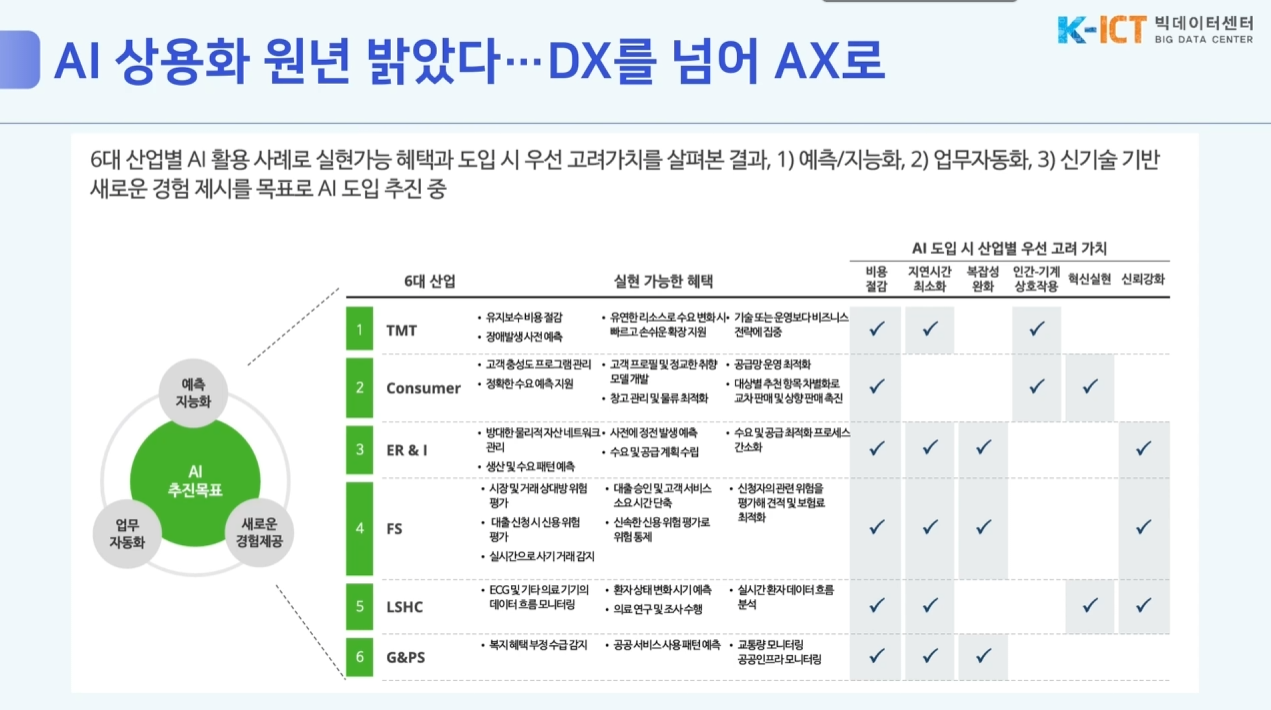 K-ICT 빅데이터센터
BIG DATA CENTER
AI 상용화 원년 밝았다…DX를 넘어 AX로
6대 산업별 AI 활용 사례로 실현가능 혜택과 도입 시 우선 고려가치를 살펴본 결과, 1) 예측/지능화, 2) 업무자동화, 3) 신기술 기반
새로운 경험 제시를 목표로 AI 도입 추진 중
예측
지능화
AI
추진목표
업무
자동화
새로운
경험제공
AI 도입 시 산업별 우선 고려 가치
6대 산업
실현 가능한 혜택
비용
절감
지연시간
최소화
복잡성
완화
인간-기계
상호작용
혁신실현
신뢰강화
1
TMT
• 유지보수 비용 절감
• 장애발생 사전 예측
• 유연한 리소스로 수요 변화 시
빠르고 손쉬운 확장 지원
• 기술 또는 운영보다 비즈니스
전략에 집중
✓ ✓ ✓
2
Consumer
• 고객 충성도 프로그램 관리
• 정확한 수요 예측 지원
• 고객 프로필 및 정교한 취향
모델 개발
• 창고 관리 및 물류 최적화
• 공급망 운영 최적화
• 대상별 추천 항목 차별화로
교차 판매 및 상향 판매 촉진
✓ ✓ ✓
3
ER & I
• 방대한 물리적 자산 네트워크
관리
• 생산 및 수요 패턴 예측
• 사전에 정전 발생 예측
• 수요 및 공급 계획 수립
• 수요 및 공급 최적화 프로세스
간소화
✓ ✓ ✓ ✓
4
FS
• 시장 및 거래 상대방 위험
평가
• 대출 신청 시 신용 위험
평가
• 실시간으로 사기 거래 감지
• 대출 승인 및 고객 서비스
소요 시간 단축
• 신속한 신용 위험 평가로
위험 통제
• 신청자의 관련 위험을
평가해 견적 및 보험료
최적화
✓ ✓ ✓ ✓
5
LSHC
• ECG 및 기타 의료 기기의
데이터 흐름 모니터링
• 환자 상태 변화 시기 예측
• 의료 연구 및 조사 수행
• 실시간 환자 데이터 흐름
분석
✓ ✓ ✓ ✓
6
G&PS
• 복지 혜택 부정 수급 감지
• 공공 서비스 사용 패턴 예측
• 교통량 모니터링
공공인프라 모니터링
✓ ✓ ✓